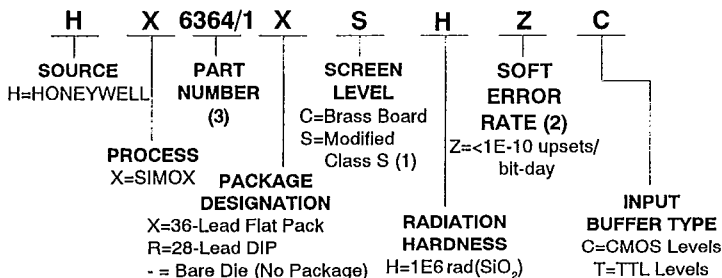 H X 6364/1 X S H Z C
SOURCE
H=HONEYWELL
PROCESS
X=SIMOX
PART
NUMBER
(3)
PACKAGE
DESIGNATION
X=36-Lead Flat Pack
R=28-Lead DIP
- = Bare Die (No Package)
SCREEN
LEVEL
C=Brass Board
S=Modified
Class S (1)
RADIATION
HARDNESS
H=1E6 rad(SiO₂)
SOFT
ERROR
RATE (2)
Z=<1E-10 upsets/
bit-day
INPUT
BUFFER TYPE
C=CMOS Levels
T=TTL Levels